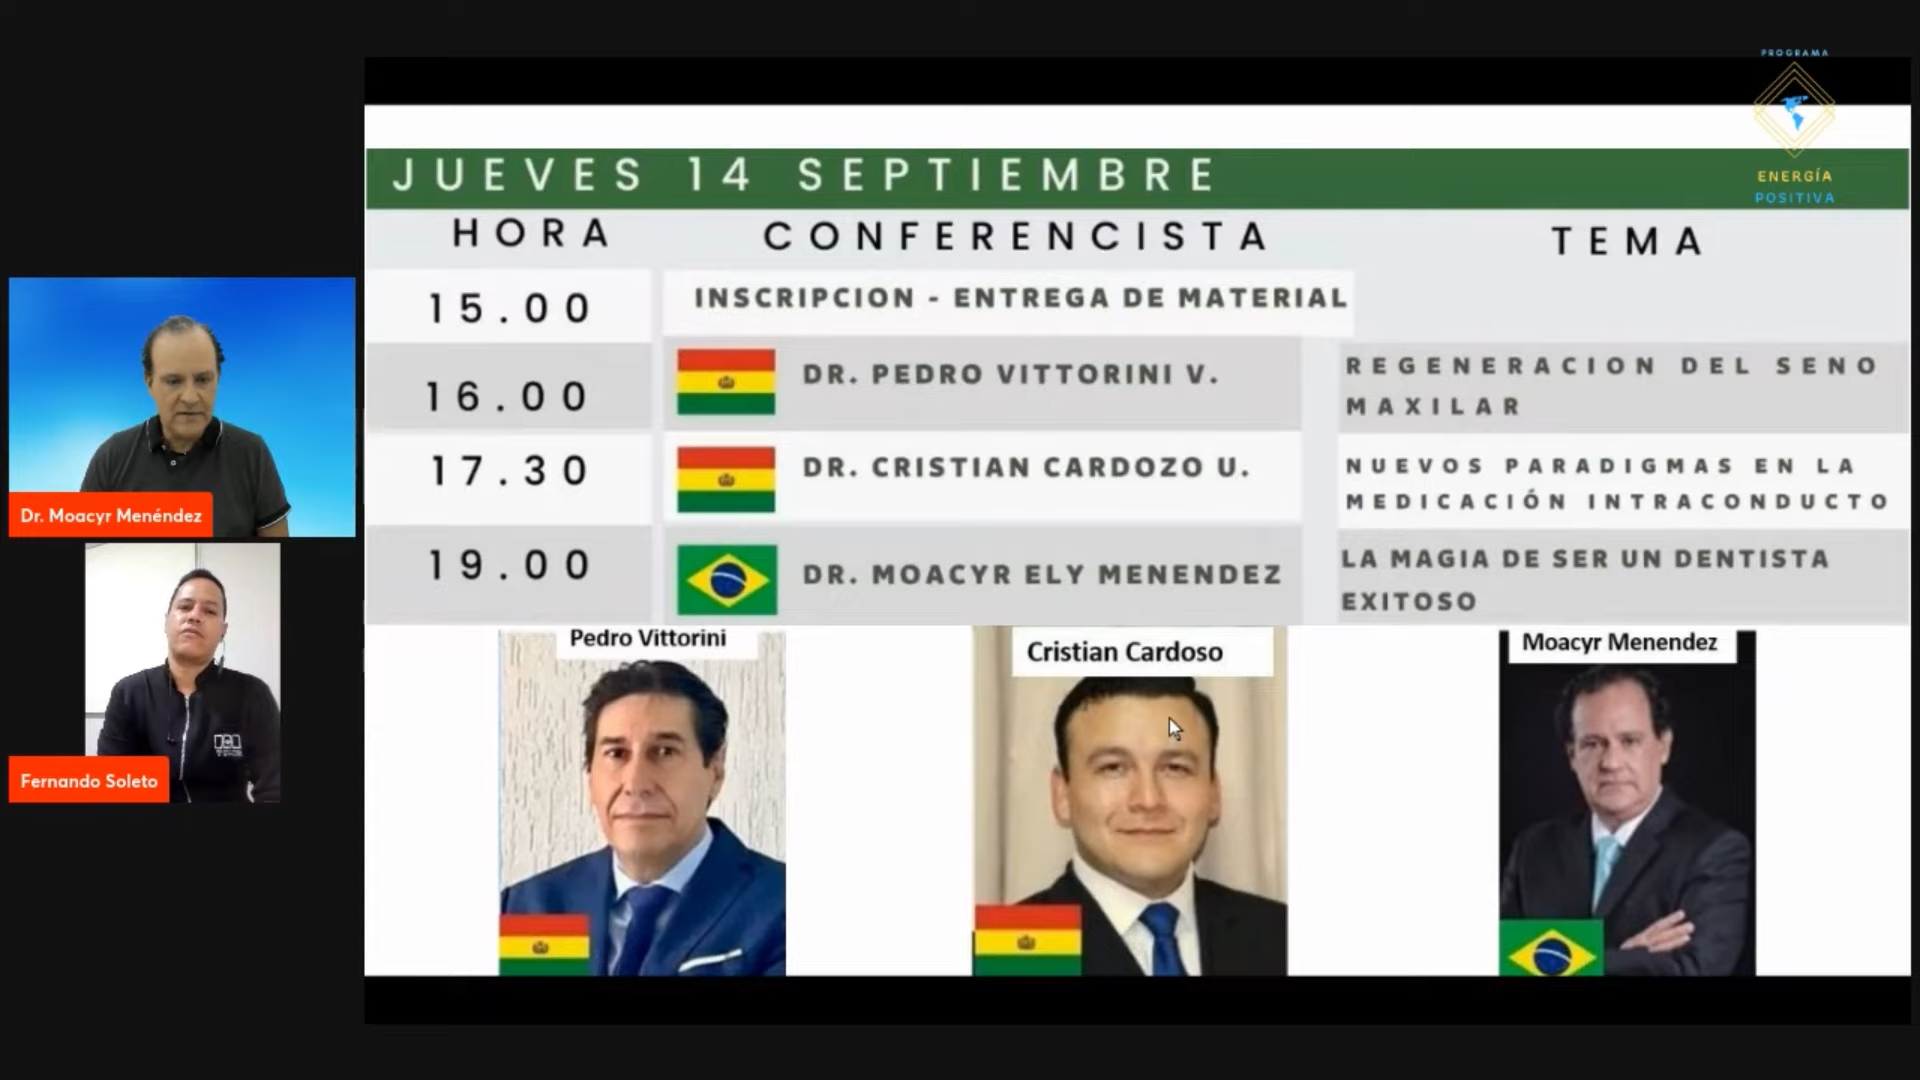 PROGRAMA
ENERGÍA
POSITIVA
JUEVES 14 SEPTIEMBRE
HORA CONFERENCISTA TEMA
15.00 INSCRIPCION - ENTREGA DE MATERIAL
16.00 DR. PEDRO VITTORINI V. REGENERACION DEL SENO
MAXILAR
17.30 DR. CRISTIAN CARDOZO U. NUEVOS PARADIGMAS EN LA
MEDICACIÓN INTRACONDUCTO
19.00 DR. MOACYR ELY MENENDEZ LA MAGIA DE SER UN DENTISTA
EXITOSO
Pedro Vittorini
Cristian Cardoso
Moacyr Menendez
Dr. Moacyr Menéndez
Fernando Soleto